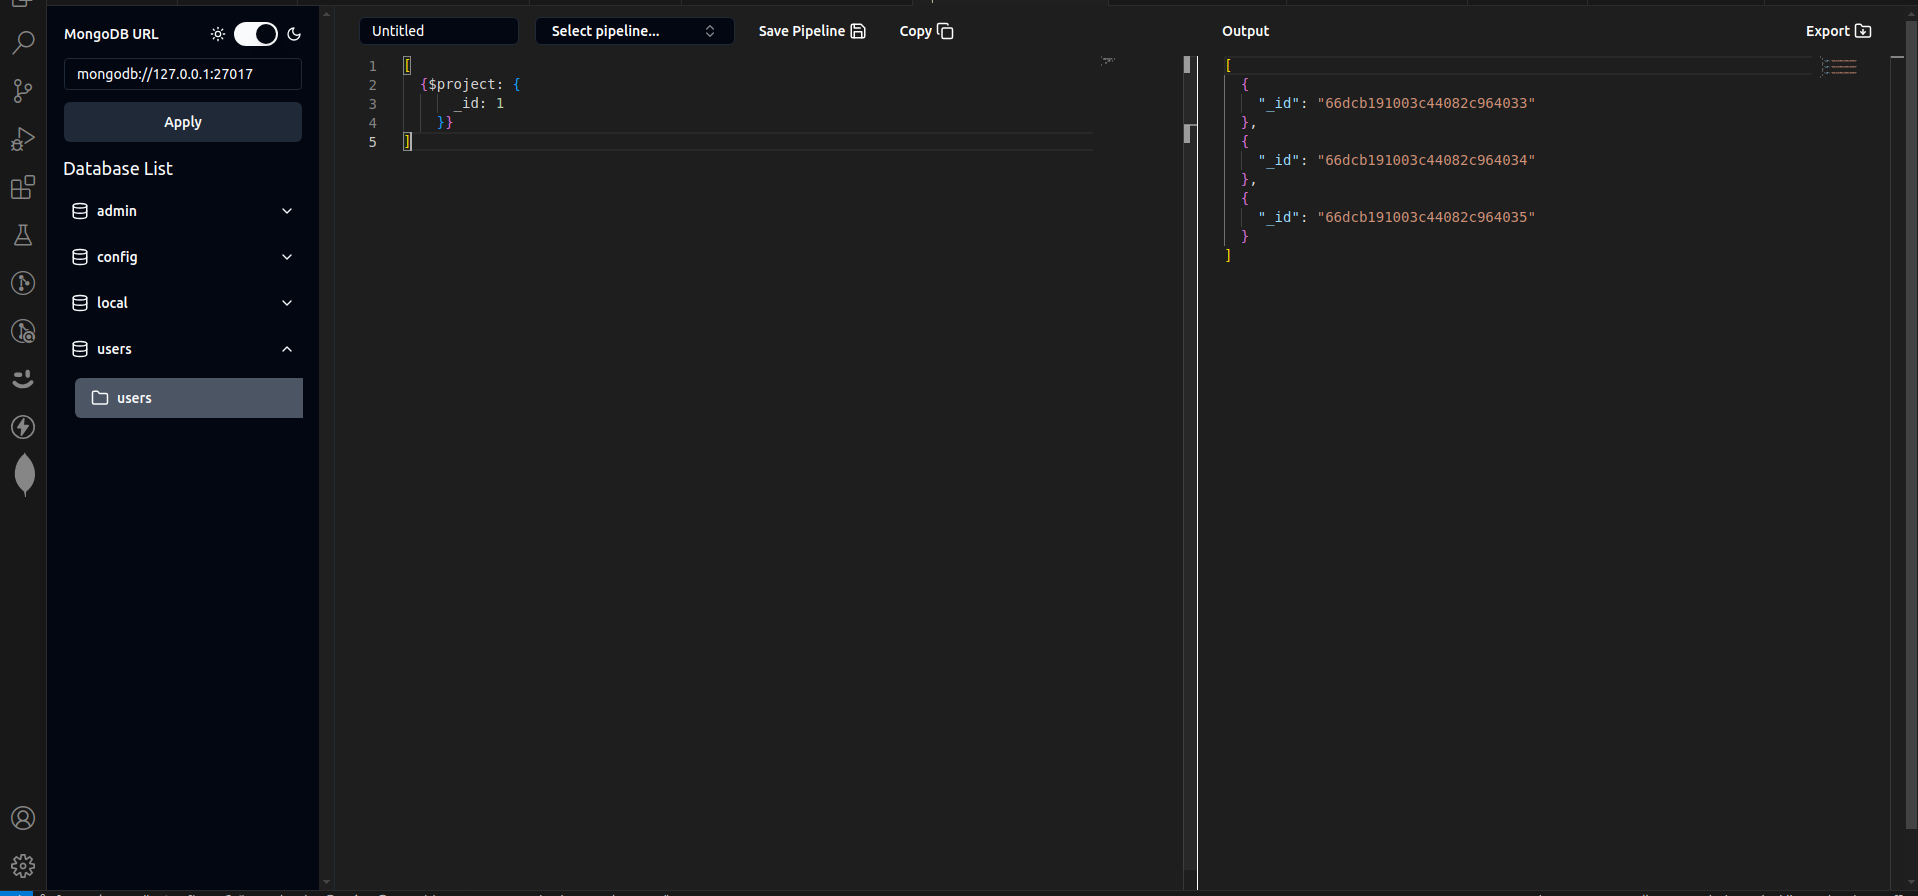 MongoDB URL
mongodb://127.0.0.1:27017
Apply
Database List
admin
config
local
users
users
Untitled
Select pipeline...
Save Pipeline
Copy
1 [
2 {$project: {
3 _id: 1
4 }}
5 ]
Output
Export
[
{
"_id": "66dcb191003c44082c964033"
},
{
"_id": "66dcb191003c44082c964034"
},
{
"_id": "66dcb191003c44082c964035"
}
]